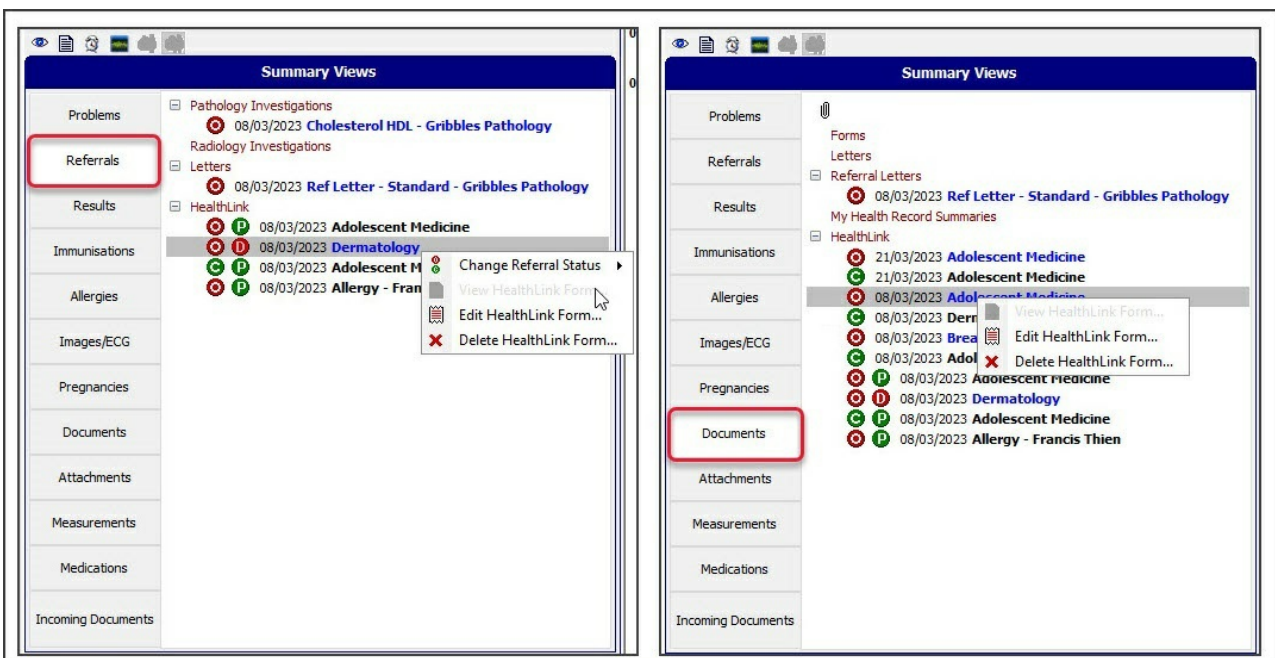 Summary Views
Problems
Referrals
Results
Immunisations
Allergies
Images/ECG
Pregnancies
Documents
Attachments
Measurements
Medications
Incoming Documents
Pathology Investigations
08/03/2023 Cholesterol HDL - Gribbles Pathology
Radiology Investigations
Letters
08/03/2023 Ref Letter - Standard - Gribbles Pathology
HealthLink
P 08/03/2023 Adolescent Medicine
D 08/03/2023 Dermatology
C P 08/03/2023 Adolescent M
P 08/03/2023 Allergy - Fran
Change Referral Status
View HealthLink Form
Edit HealthLink Form...
Delete HealthLink Form...
Summary Views
Problems
Referrals
Results
Immunisations
Allergies
Images/ECG
Pregnancies
Documents
Attachments
Measurements
Medications
Incoming Documents
Forms
Letters
Referral Letters
08/03/2023 Ref Letter - Standard - Gribbles Pathology
My Health Record Summaries
HealthLink
21/03/2023 Adolescent Medicine
C 21/03/2023 Adolescent Medicine
08/03/2023 Adolescent Medicine
C 08/03/2023 Derm
08/03/2023 Brea
C 08/03/2023 Adol
P 08/03/2023 Adolescent Medicine
D 08/03/2023 Dermatology
C P 08/03/2023 Adolescent Medicine
P 08/03/2023 Allergy - Francis Thien
View HealthLink Form...
Edit HealthLink Form...
Delete HealthLink Form...